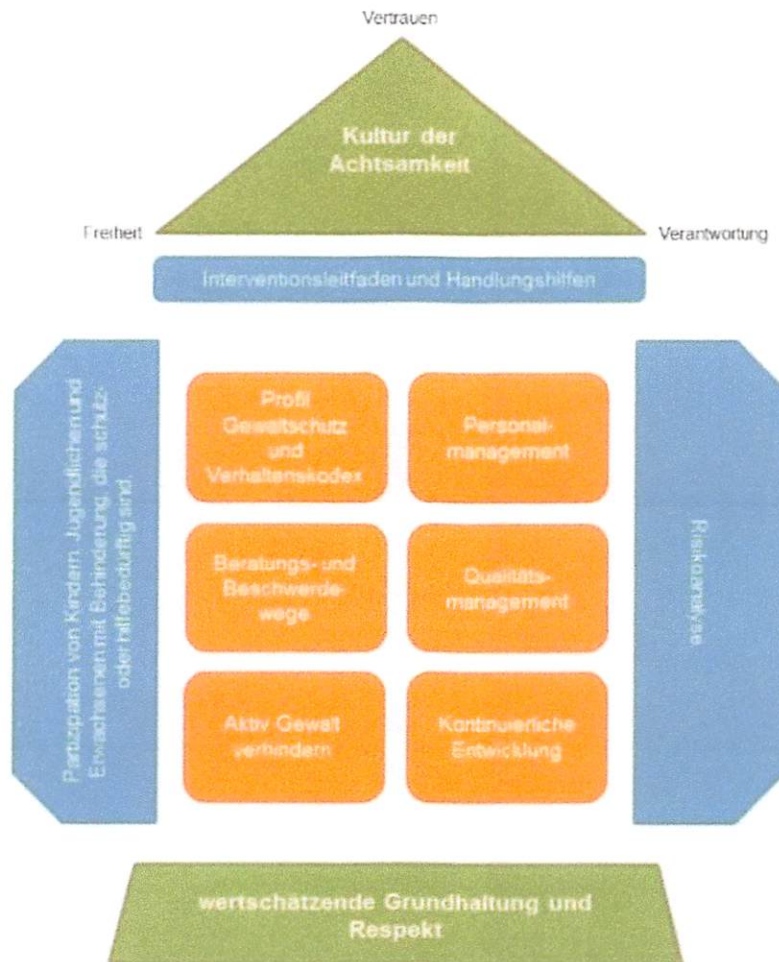 Vertrauen
Kultur der
Achtsamkeit
Freiheit
Verantwortung
Interventionsleitfaden und Handlungshilfen
Partizipation von Kindern, Jugendlichen und
Erwachsenen mit Behinderung, die schutz-
oder hilfebedürftig sind.
Profil
Gewaltschutz
und
Verhaltenskodex
Personal-
management
Beratungs- und
Beschwerde-
wege
Qualitäts-
management
Aktiv Gewalt
verhindern
Kontinuierliche
Entwicklung
Risikoanalyse
wertschätzende Grundhaltung und
Respekt